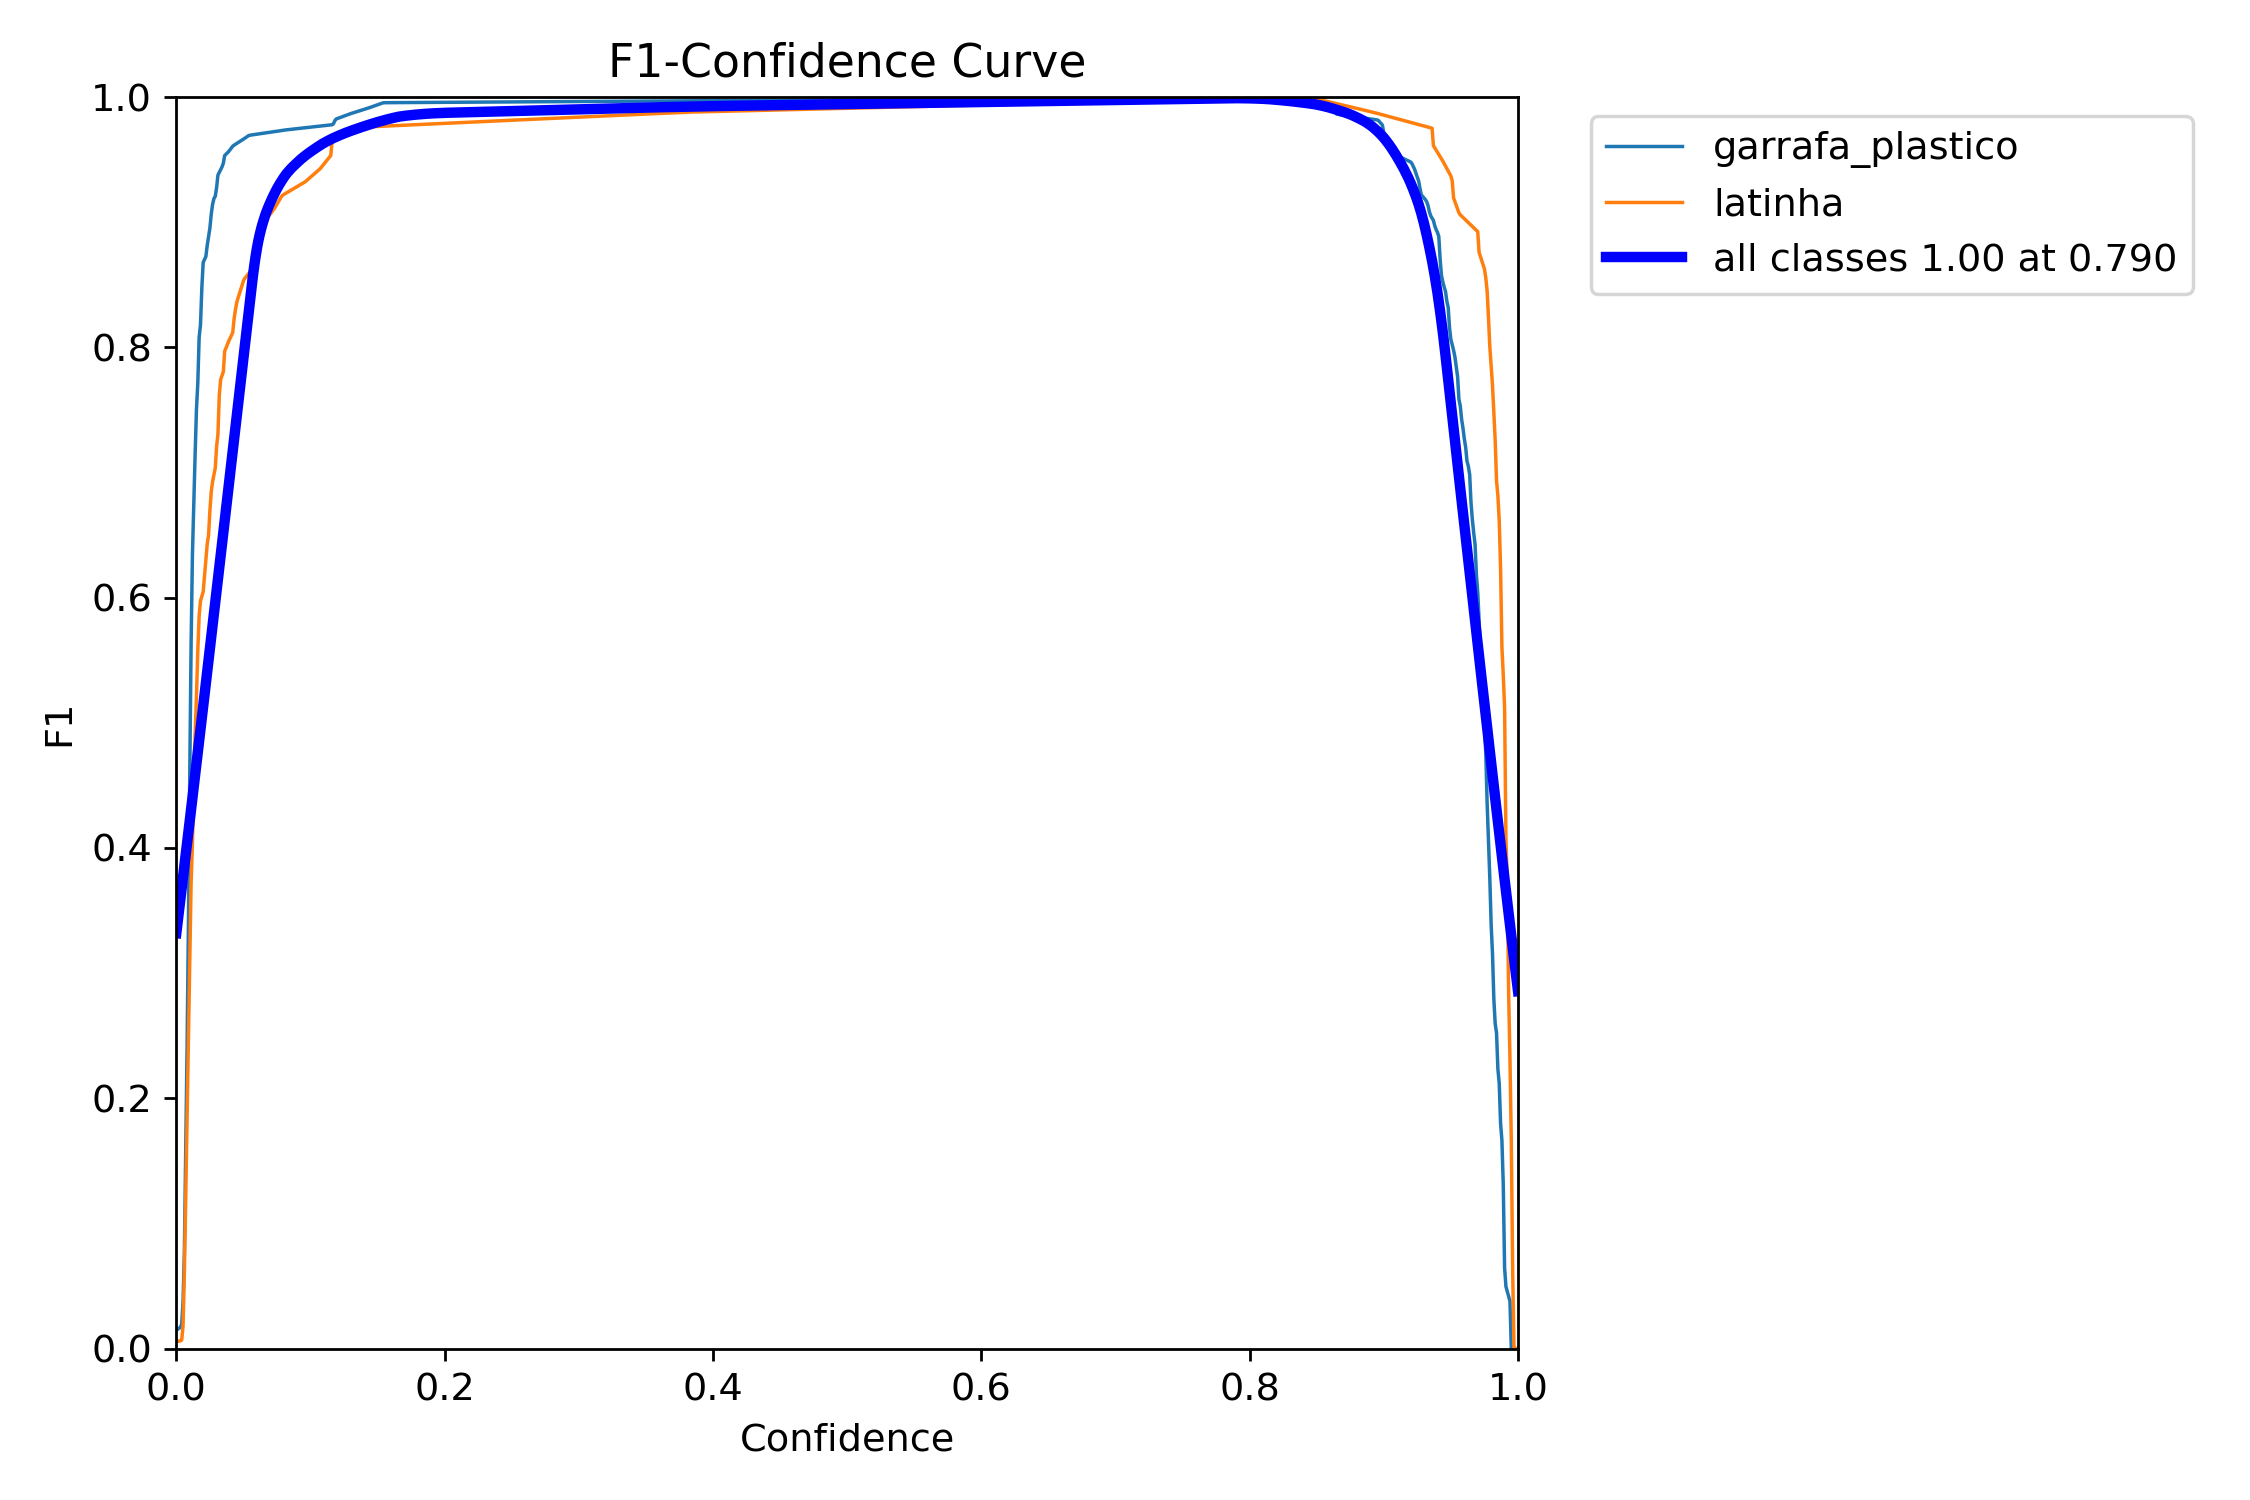 F1-Confidence Curve
garrafa_plastico
latinha
all classes 1.00 at 0.790
1.0
0.8
0.6
0.4
0.2
0.0
F1
0.0 0.2 0.4 0.6 0.8 1.0
Confidence